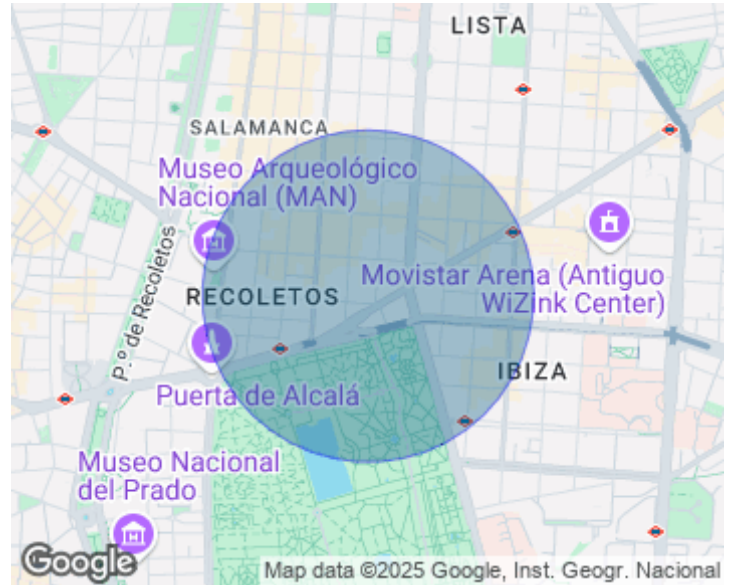 LISTA
SALAMANCA
Museo Arqueológico
Nacional (MAN)
P.º de Recoletos
RECOLETOS
Movistar Arena (Antiguo
WiZink Center)
IBIZA
Puerta de Alcalá
Museo Nacional
del Prado
Google
Map data ©2025 Google, Inst. Geogr. Nacional